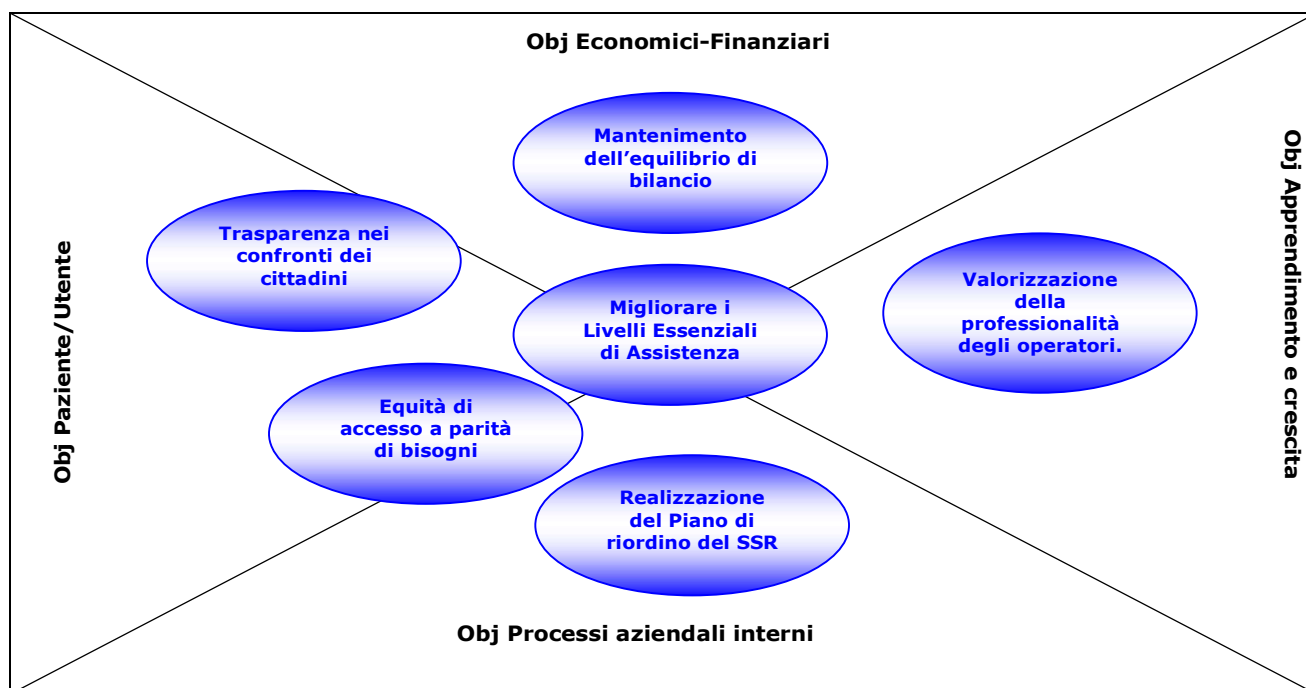 Obj Economici-Finanziari
Mantenimento
dell’equilibrio di
bilancio
Trasparenza nei
confronti dei
cittadini
Obj Paziente/Utente
Migliorare i
Livelli Essenziali
di Assistenza
Valorizzazione
della
professionalità
degli operatori.
Obj Apprendimento e crescita
Equità di
accesso a parità
di bisogni
Realizzazione
del Piano di
riordino del SSR
Obj Processi aziendali interni